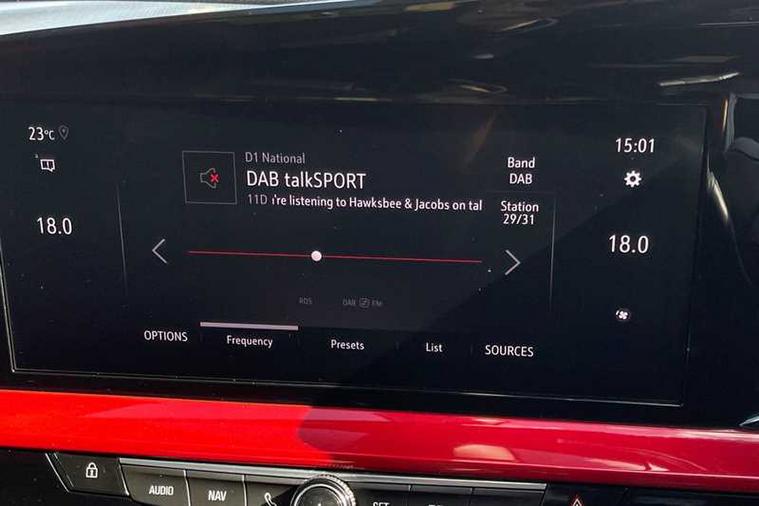 23°C
18.0
D1 National
DAB talkSPORT
11D ı're listening to Hawksbee & Jacobs on tal
Band
DAB
Station
29/31
15:01
18.0
RDS
DAB
FM
OPTIONS
Frequency
Presets
List
SOURCES
AUDIO
NAV
SET